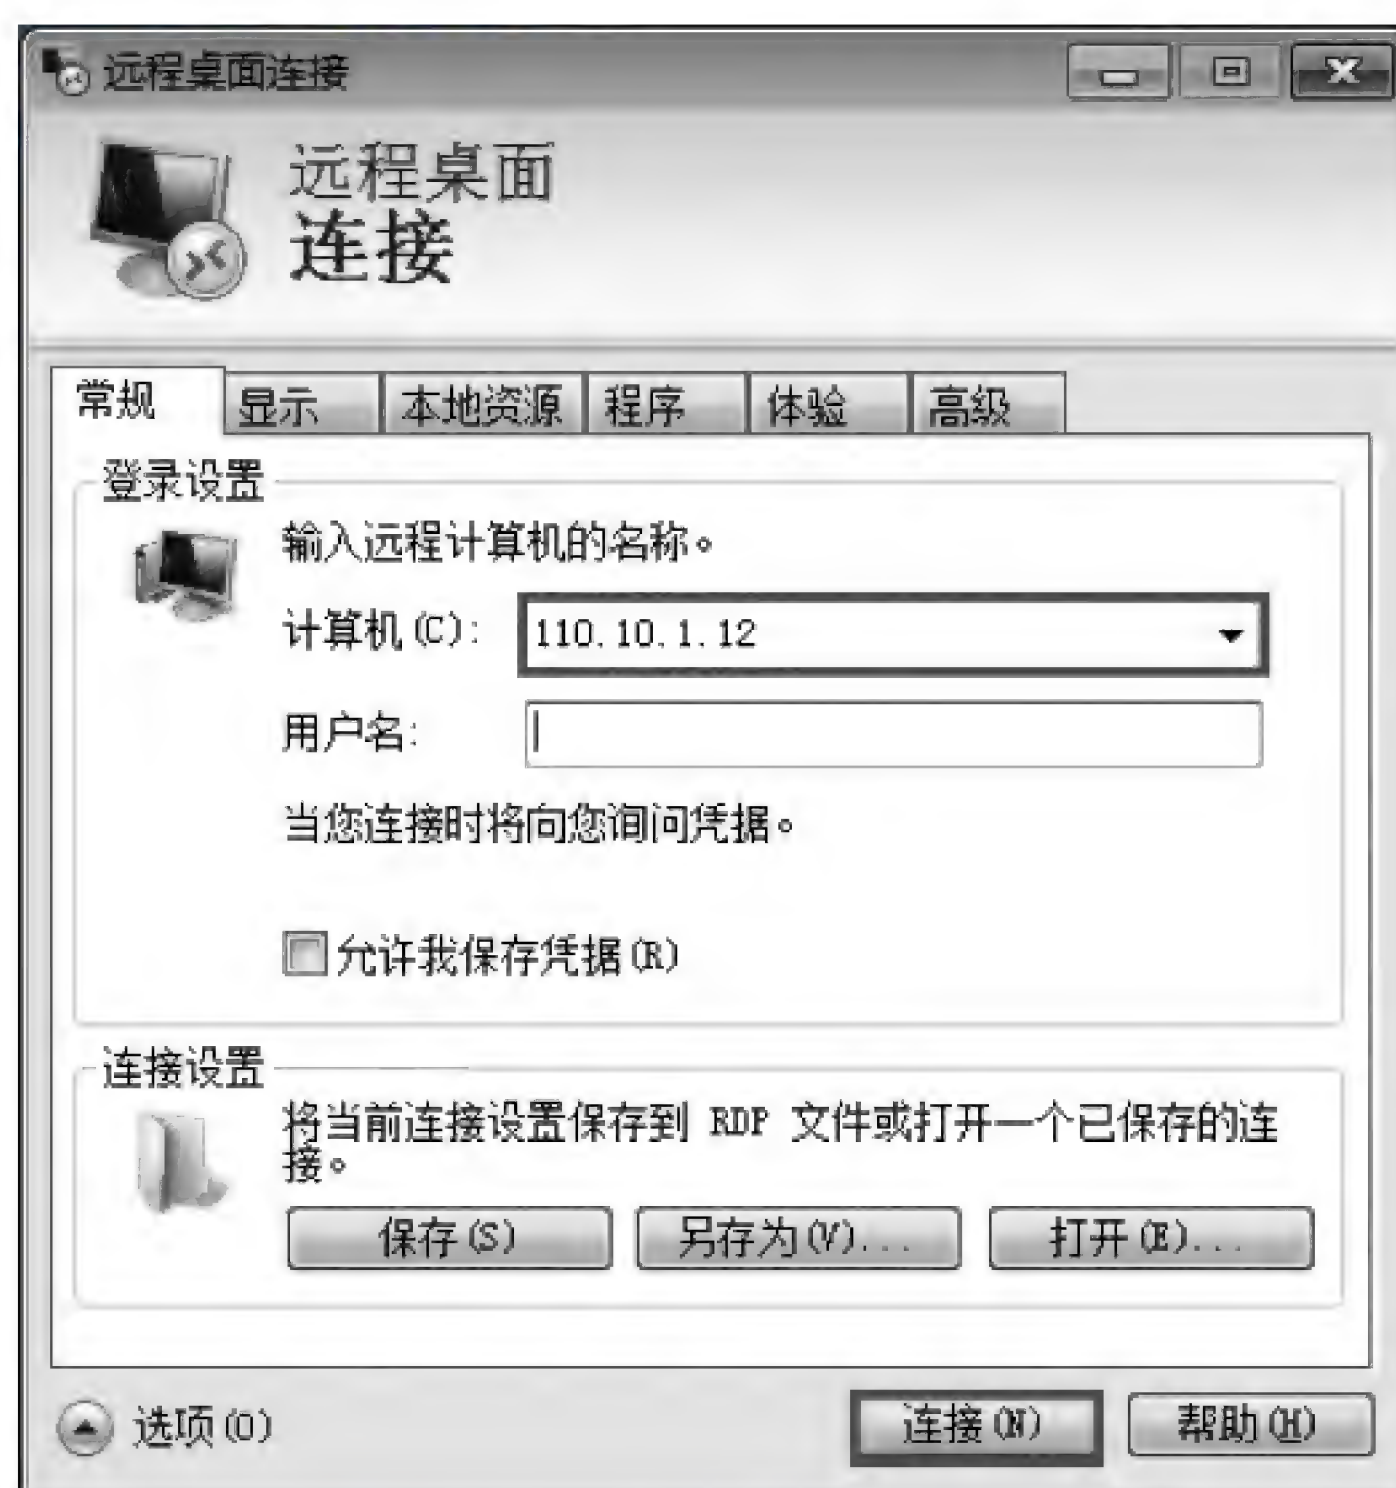 远程桌面连接
远程桌面
连接
常规 显示 本地资源 程序 体验 高级
登录设置
输入远程计算机的名称。
计算机(C): 110.10.1.12
用户名:
当您连接时将向您询问凭据。
允许我保存凭据(R)
连接设置
将当前连接设置保存到 RDP 文件或打开一个已保存的连
接。
保存(S) 另存为(V)... 打开(E)...
选项(O) 连接(N) 帮助(H)